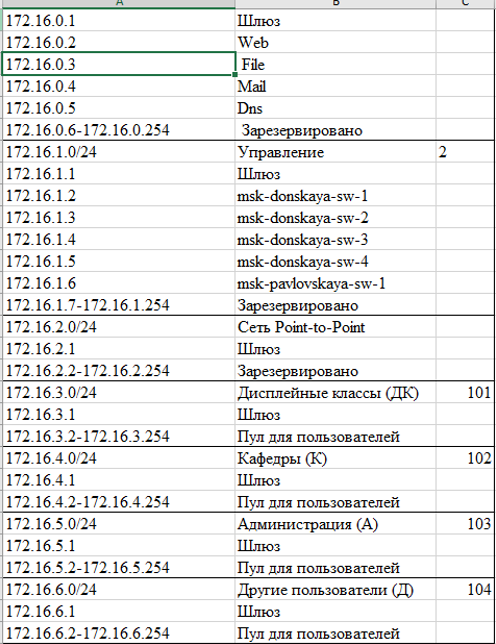 A B C
172.16.0.1 Шлюз
172.16.0.2 Web
172.16.0.3 File
172.16.0.4 Mail
172.16.0.5 Dns
172.16.0.6-172.16.0.254 Зарезервировано
172.16.1.0/24 Управление 2
172.16.1.1 Шлюз
172.16.1.2 msk-donskaya-sw-1
172.16.1.3 msk-donskaya-sw-2
172.16.1.4 msk-donskaya-sw-3
172.16.1.5 msk-donskaya-sw-4
172.16.1.6 msk-pavlovskaya-sw-1
172.16.1.7-172.16.1.254 Зарезервировано
172.16.2.0/24 Сеть Point-to-Point
172.16.2.1 Шлюз
172.16.2.2-172.16.2.254 Зарезервировано
172.16.3.0/24 Дисплейные классы (ДК) 101
172.16.3.1 Шлюз
172.16.3.2-172.16.3.254 Пул для пользователей
172.16.4.0/24 Кафедры (К) 102
172.16.4.1 Шлюз
172.16.4.2-172.16.4.254 Пул для пользователей
172.16.5.0/24 Администрация (А) 103
172.16.5.1 Шлюз
172.16.5.2-172.16.5.254 Пул для пользователей
172.16.6.0/24 Другие пользователи (Д) 104
172.16.6.1 Шлюз
172.16.6.2-172.16.6.254 Пул для пользователей